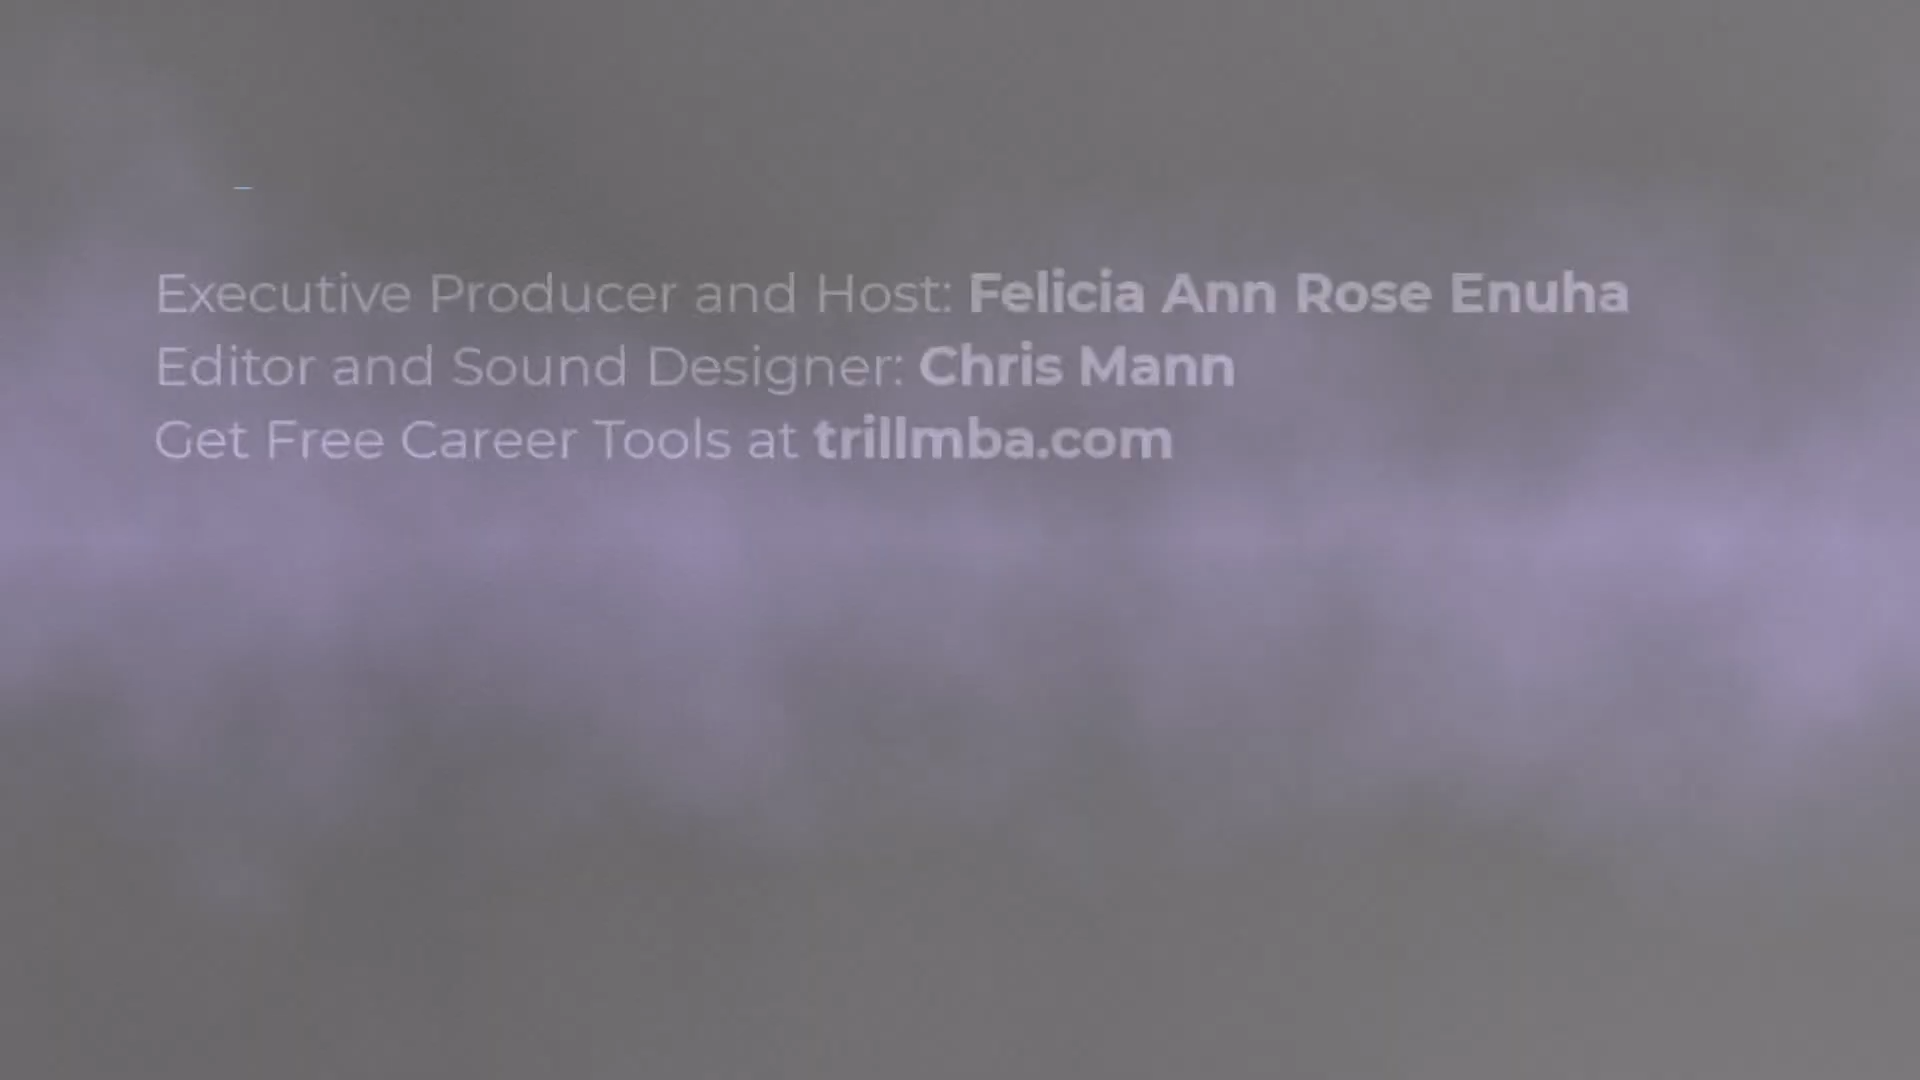 Executive Producer and Host: Felicia Ann Rose Enuha
Editor and Sound Designer: Chris Mann
Get Free Career Tools at trillmba.com